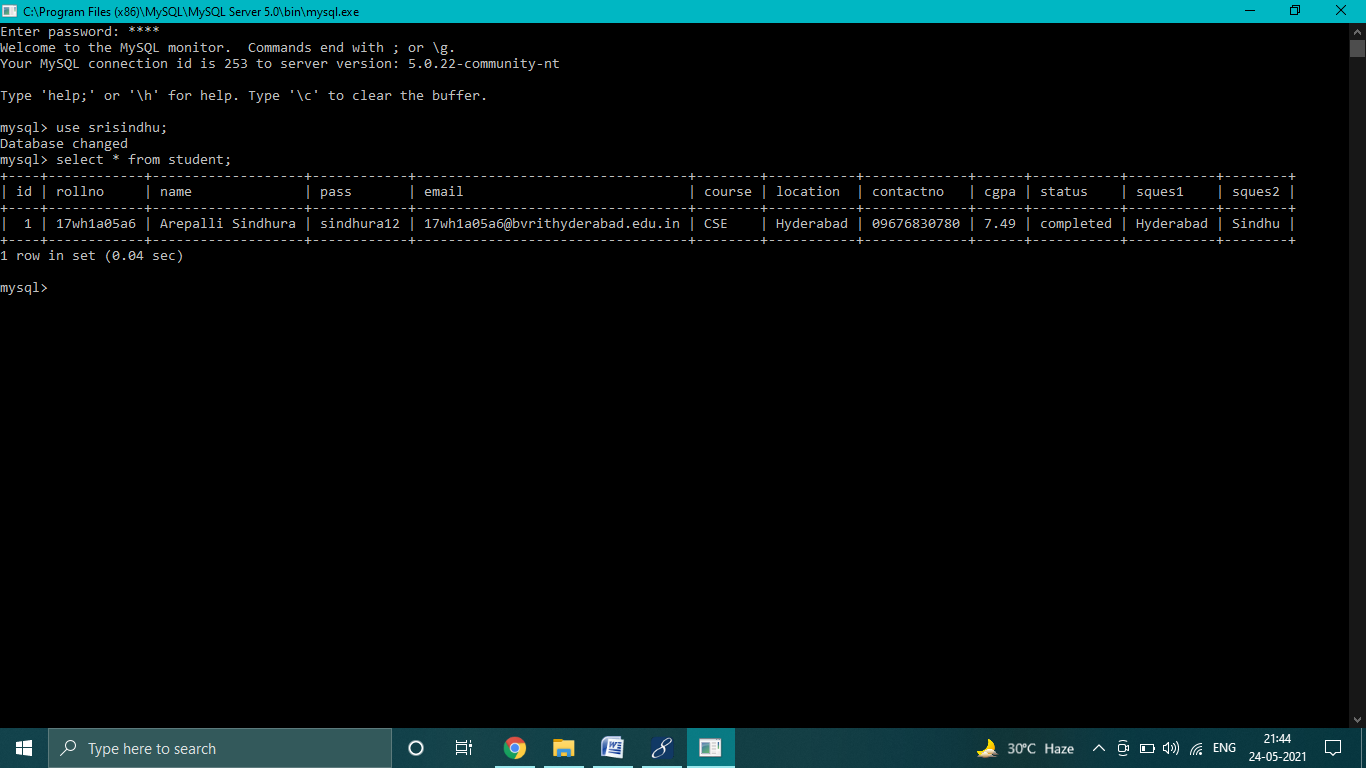 C:\Program Files (x86)\MySQL\MySQL Server 5.0\bin\mysql.exe
Enter password: ****
Welcome to the MySQL monitor.  Commands end with ; or \g.
Your MySQL connection id is 253 to server version: 5.0.22-community-nt
Type 'help;' or '\h' for help. Type '\c' to clear the buffer.
mysql> use srisindhu;
Database changed
mysql> select * from student;
+----+------------+-------------------+------------+----------------------------------+--------+-----------+-------------+------+-----------+-----------+--------+
| id | rollno     | name              | pass       | email                            | course | location  | contactno   | cgpa | status    | sques1    | sques2 |
+----+------------+-------------------+------------+----------------------------------+--------+-----------+-------------+------+-----------+-----------+--------+
|  1 | 17wh1a05a6 | Arepalli Sindhura | sindhura12 | 17wh1a05a6@bvrithyderabad.edu.in | CSE    | Hyderabad | 09676830780 | 7.49 | completed | Hyderabad | Sindhu |
+----+------------+-------------------+------------+----------------------------------+--------+-----------+-------------+------+-----------+-----------+--------+
1 row in set (0.04 sec)
mysql>
Type here to search
30°C Haze
ENG
21:44
24-05-2021